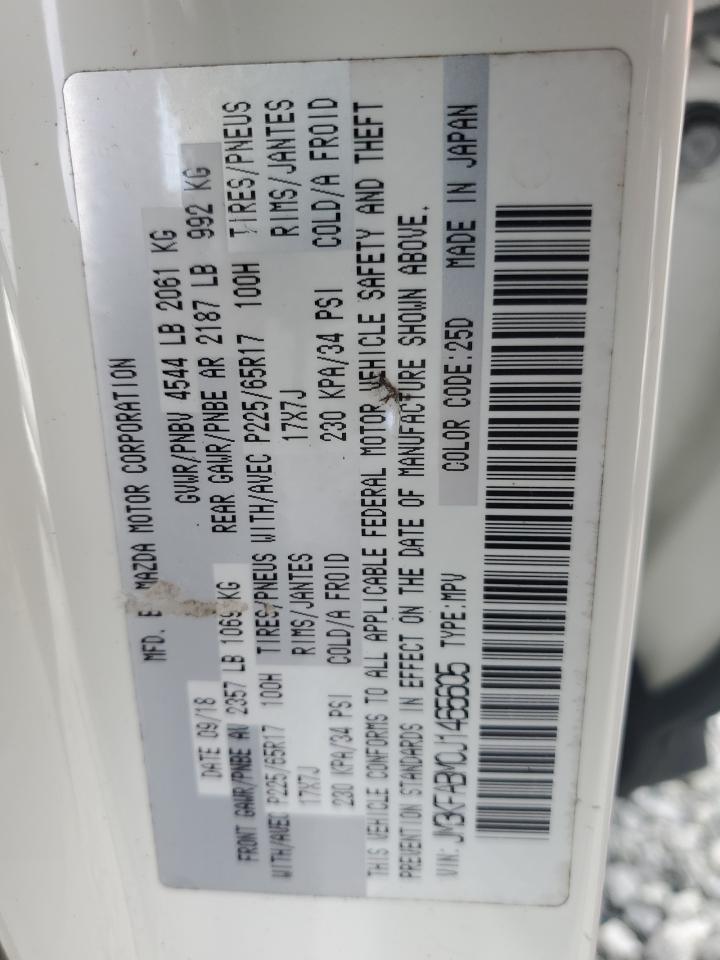 MFD. BY MAZDA MOTOR CORPORATION
DATE 09/18 GVWR/PNBV 4544 LB 2061 KG
FRONT GAWR/PNBE AV 2357 LB 1069 KG REAR GAWR/PNBE AR 2187 LB 992 KG
WITH/AVEC P225/65R17 100H TIRES/PNEUS WITH/AVEC P225/65R17 100H TIRES/PNEUS
17X7J RIMS/JANTES 17X7J RIMS/JANTES
230 KPA/34 PSI COLD/A FROID 230 KPA/34 PSI COLD/A FROID
THIS VEHICLE CONFORMS TO ALL APPLICABLE FEDERAL MOTOR VEHICLE SAFETY AND THEFT
PREVENTION STANDARDS IN EFFECT ON THE DATE OF MANUFACTURE SHOWN ABOVE.
VIN: JM3KFABM0J1465605 TYPE:MPV COLOR CODE:25D MADE IN JAPAN